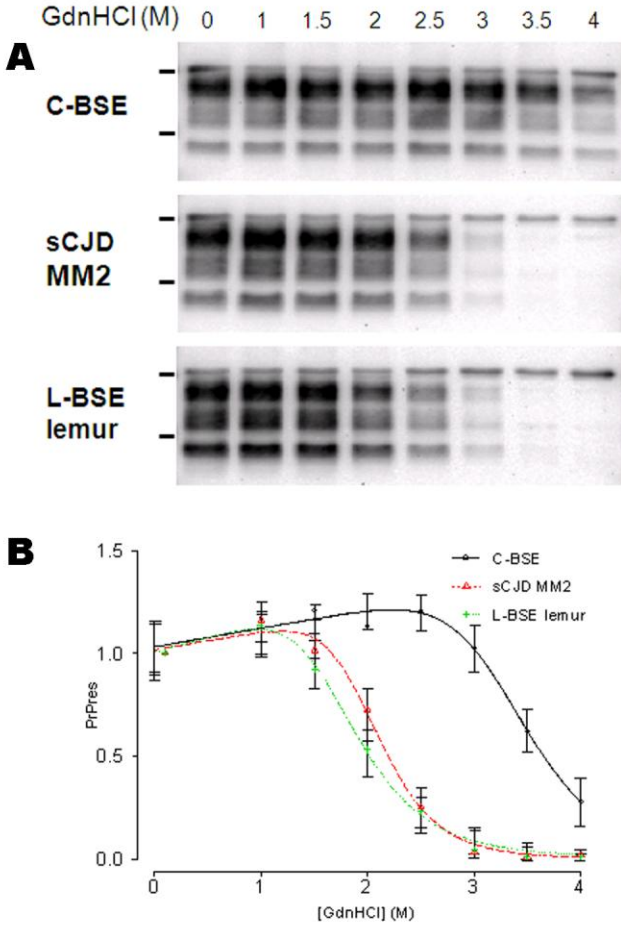 GdnHCl (M) 0 1 1.5 2 2.5 3 3.5 4
A
C-BSE
sCJD
MM2
L-BSE
lemur
B
C-BSE
sCJD MM2
L-BSE lemur
1.5
1.0
0.5
0.0
PrPres
0 1 2 3 4
[GdnHCl] (M)